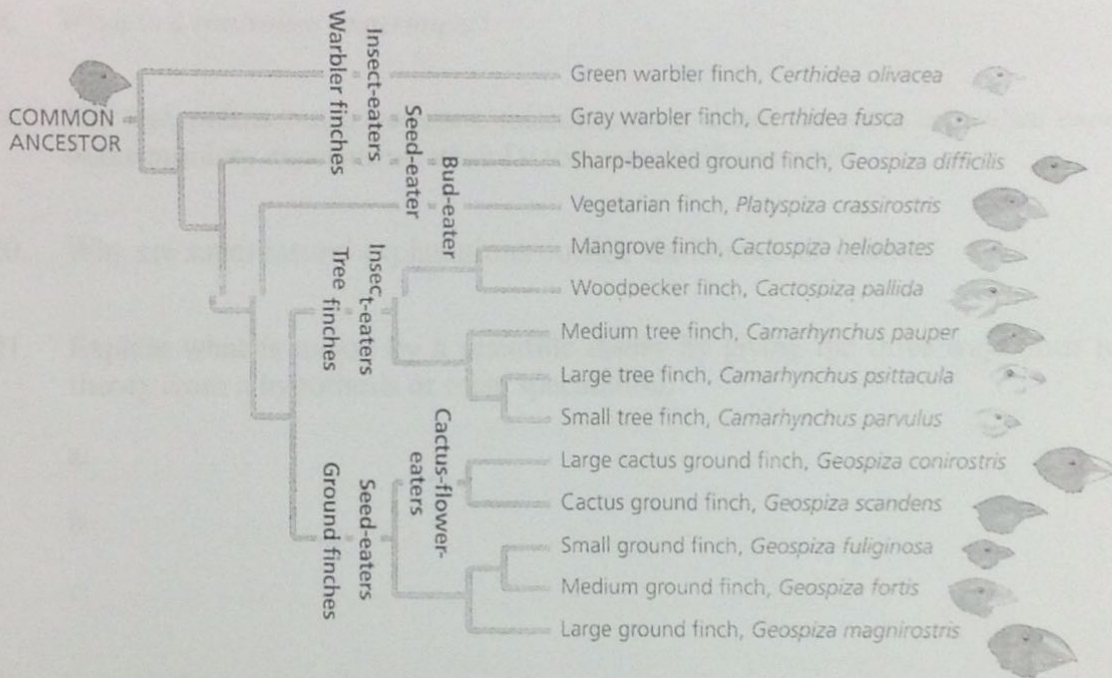 COMMON
ANCESTOR
Warbler finches
Insect-eaters
Seed-eater
Bud-eater
Tree finches
Insect-eaters
Cactus-flower-
eaters
Seed-eaters
Ground finches
Green warbler finch, Certhidea olivacea
Gray warbler finch, Certhidea fusca
Sharp-beaked ground finch, Geospiza difficilis
Vegetarian finch, Platyspiza crassirostris
Mangrove finch, Cactospiza heliobates
Woodpecker finch, Cactospiza pallida
Medium tree finch, Camarhynchus pauper
Large tree finch, Camarhynchus psittacula
Small tree finch, Camarhynchus parvulus
Large cactus ground finch, Geospiza conirostris
Cactus ground finch, Geospiza scandens
Small ground finch, Geospiza fuliginosa
Medium ground finch, Geospiza fortis
Large ground finch, Geospiza magnirostris